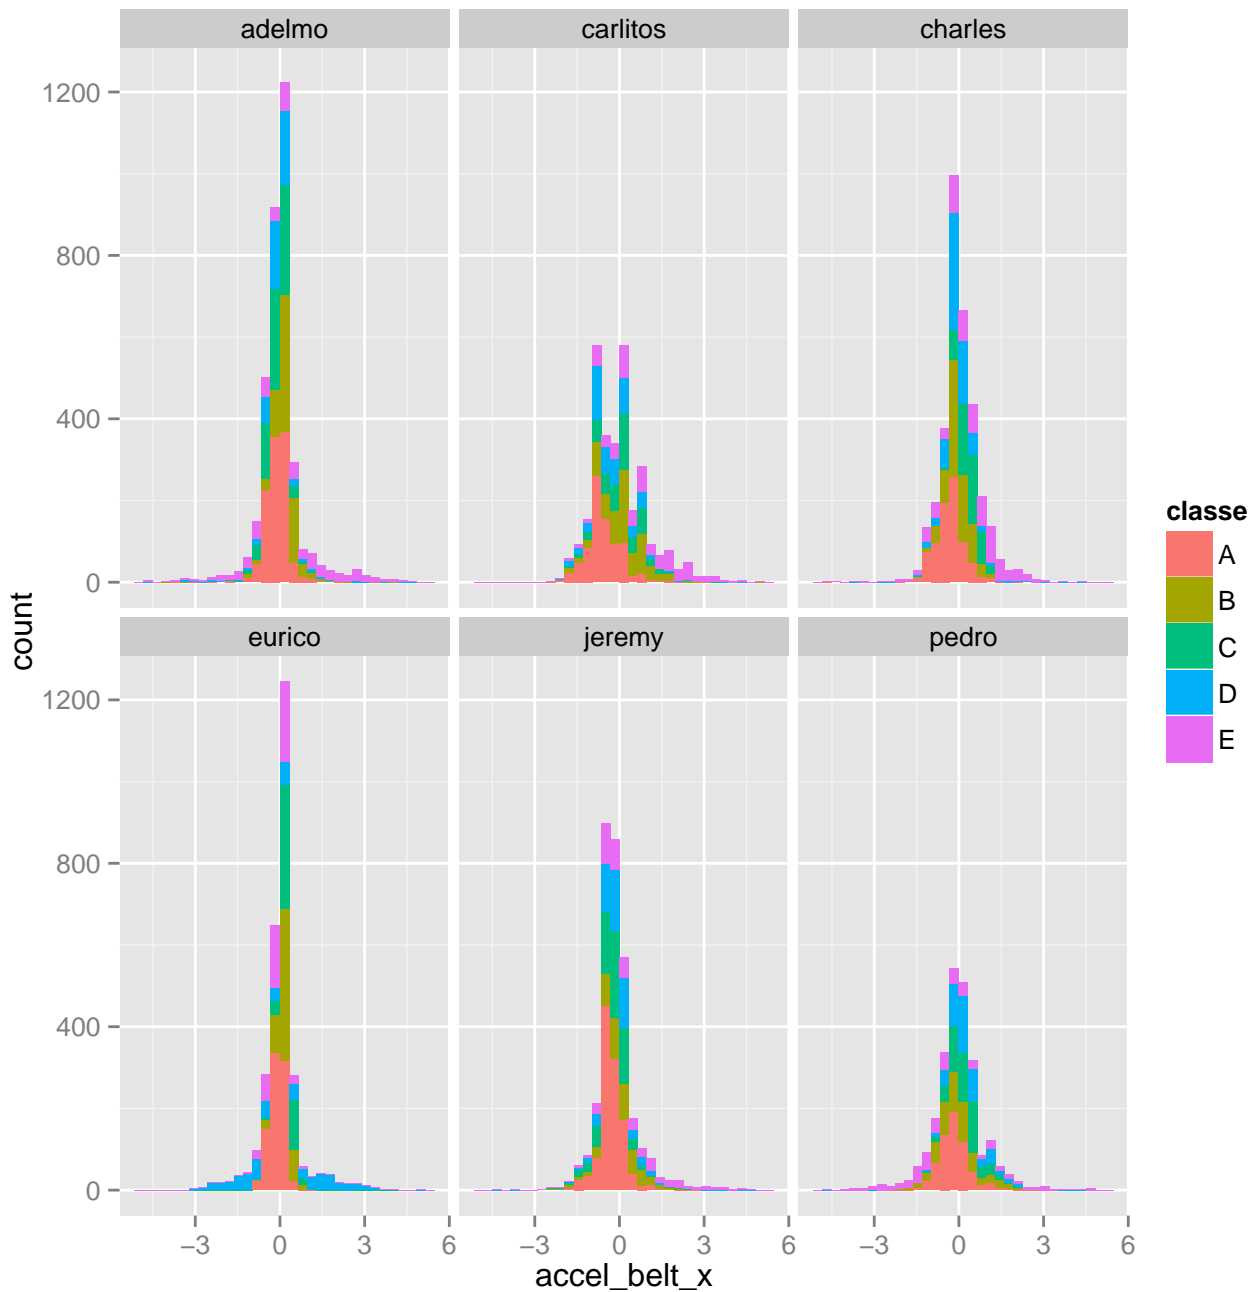 adelmo carlitos charles
1200
800
400
0
eurico jeremy pedro
1200
800
400
0
−3 0 3 6 −3 0 3 6 −3 0 3 6
accel_belt_x
count
classe
A
B
C
D
E